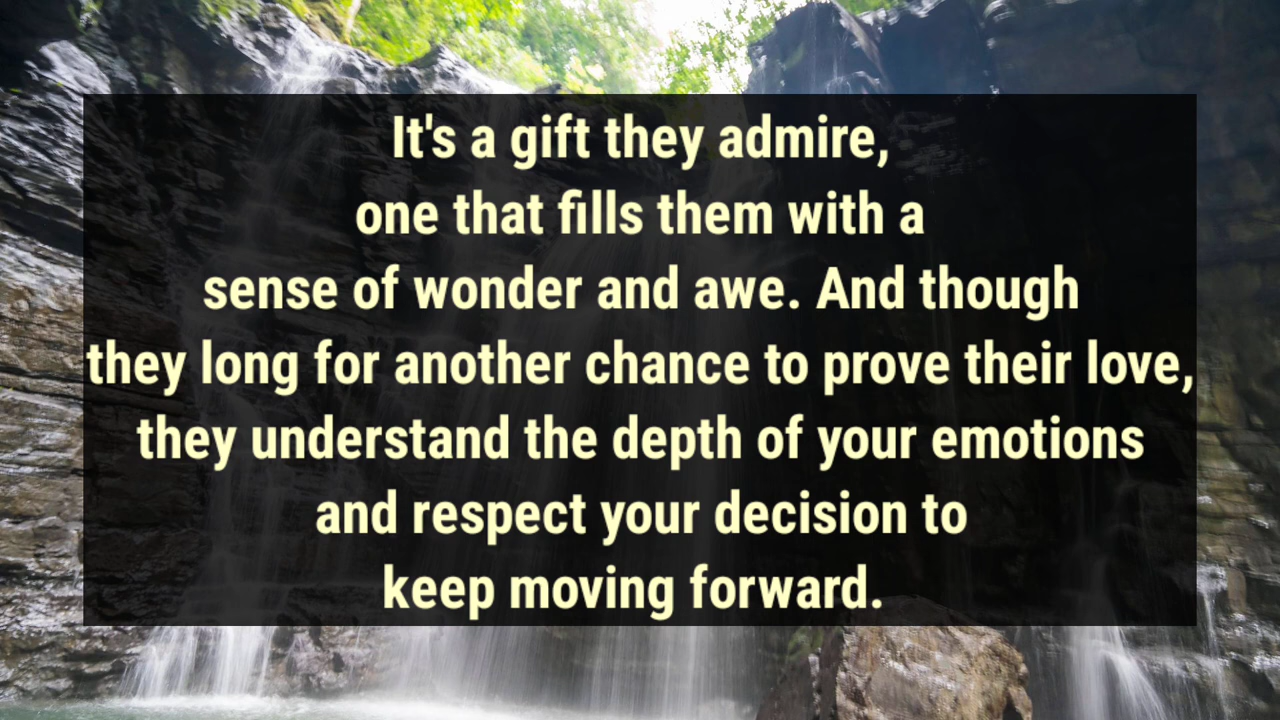 It's a gift they admire,
one that fills them with a
sense of wonder and awe. And though
they long for another chance to prove their love,
they understand the depth of your emotions
and respect your decision to
keep moving forward.